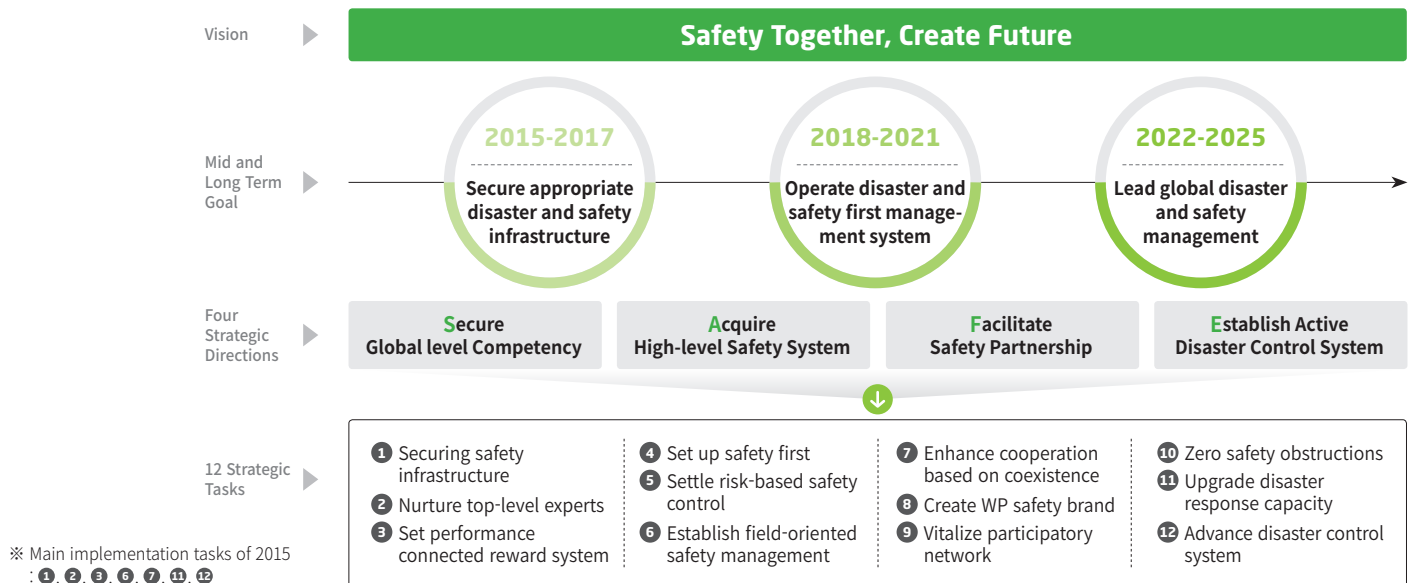 Vision
Safety Together, Create Future
Mid and
Long Term
Goal
2015-2017
Secure appropriate
disaster and safety
infrastructure
2018-2021
Operate disaster and
safety first manage-
ment system
2022-2025
Lead global disaster
and safety
management
Four
Strategic
Directions
Secure
Global level Competency
Acquire
High-level Safety System
Facilitate
Safety Partnership
Establish Active
Disaster Control System
12 Strategic
Tasks
1 Securing safety
infrastructure
2 Nurture top-level experts
3 Set performance
connected reward system
4 Set up safety first
5 Settle risk-based safety
control
6 Establish field-oriented
safety management
7 Enhance cooperation
based on coexistence
8 Create WP safety brand
9 Vitalize participatory
network
10 Zero safety obstructions
11 Upgrade disaster
response capacity
12 Advance disaster control
system
※ Main implementation tasks of 2015
: 1, 2, 3, 6, 7, 11, 12